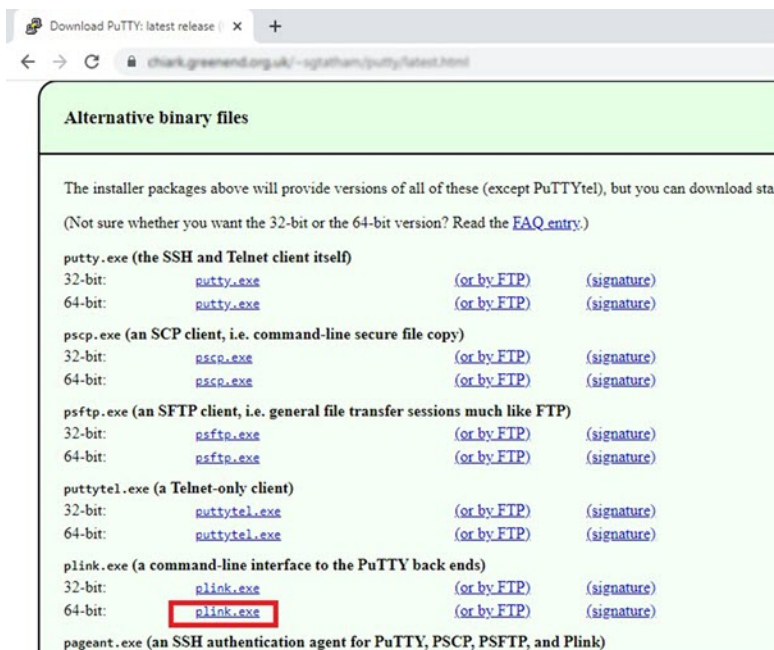 Download PuTTY: latest release (
chiark.greenend.org.uk/~sgtatham/putty/latest.html
Alternative binary files
The installer packages above will provide versions of all of these (except PuTTYtel), but you can download sta
(Not sure whether you want the 32-bit or the 64-bit version? Read the FAQ entry.)
putty.exe (the SSH and Telnet client itself)
32-bit: putty.exe (or by FTP) (signature)
64-bit: putty.exe (or by FTP) (signature)
pscp.exe (an SCP client, i.e. command-line secure file copy)
32-bit: pscp.exe (or by FTP) (signature)
64-bit: pscp.exe (or by FTP) (signature)
psftp.exe (an SFTP client, i.e. general file transfer sessions much like FTP)
32-bit: psftp.exe (or by FTP) (signature)
64-bit: psftp.exe (or by FTP) (signature)
puttytel.exe (a Telnet-only client)
32-bit: puttytel.exe (or by FTP) (signature)
64-bit: puttytel.exe (or by FTP) (signature)
plink.exe (a command-line interface to the PuTTY back ends)
32-bit: plink.exe (or by FTP) (signature)
64-bit: plink.exe (or by FTP) (signature)
pageant.exe (an SSH authentication agent for PuTTY, PSCP, PSFTP, and Plink)